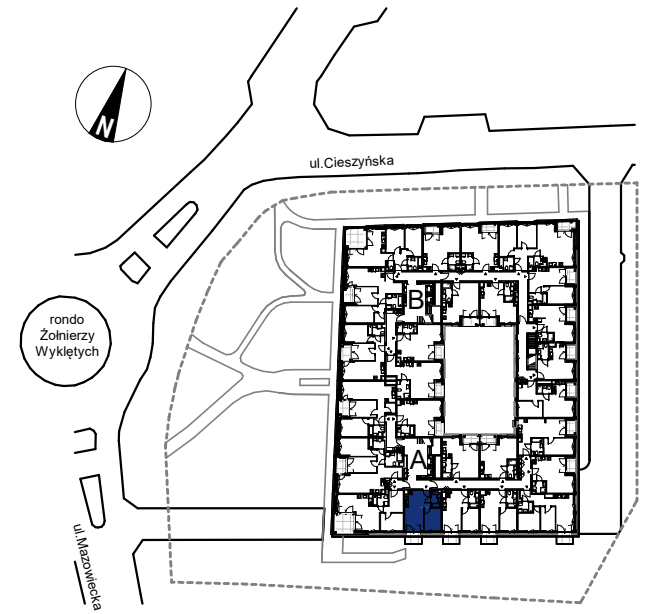 N
ul.Cieszyńska
rondo
Żołnierzy
Wyklętych
B
A
ul.Mazowiecka